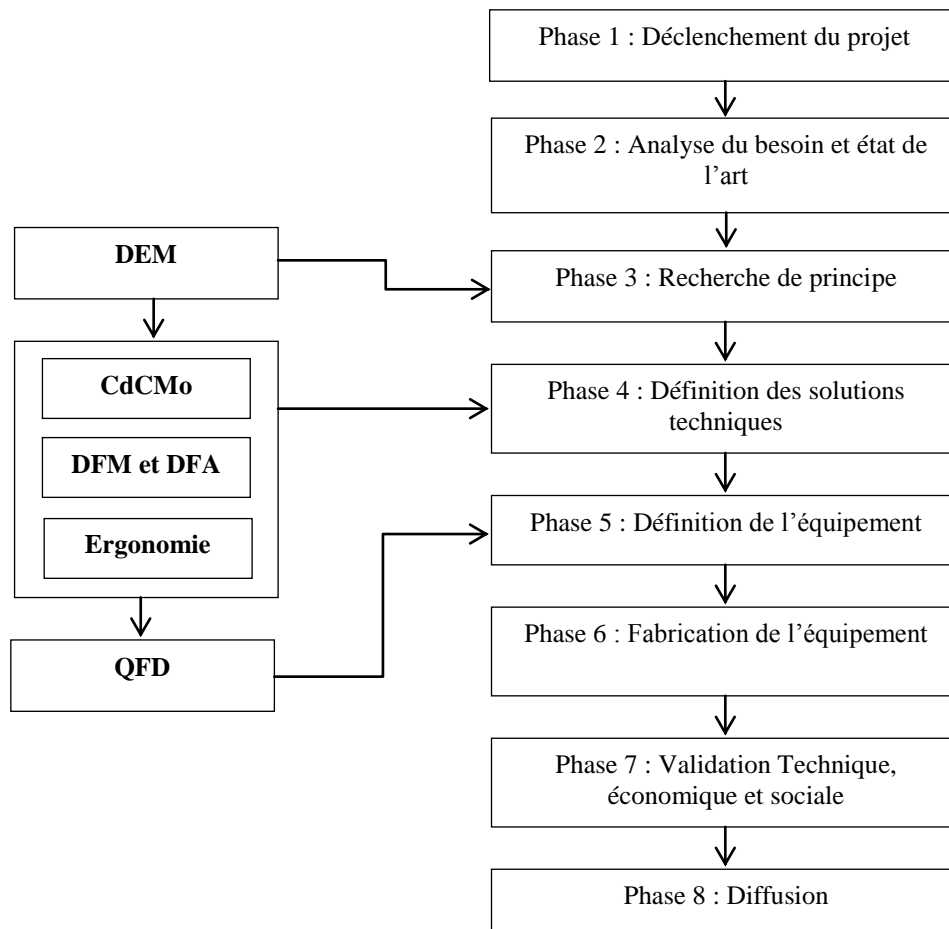 Phase 1 : Déclenchement du projet
Phase 2 : Analyse du besoin et état de
l’art
DEM
Phase 3 : Recherche de principe
CdCMo
Phase 4 : Définition des solutions
techniques
DFM et DFA
Ergonomie
Phase 5 : Définition de l’équipement
Phase 6 : Fabrication de l’équipement
QFD
Phase 7 : Validation Technique,
économique et sociale
Phase 8 : Diffusion